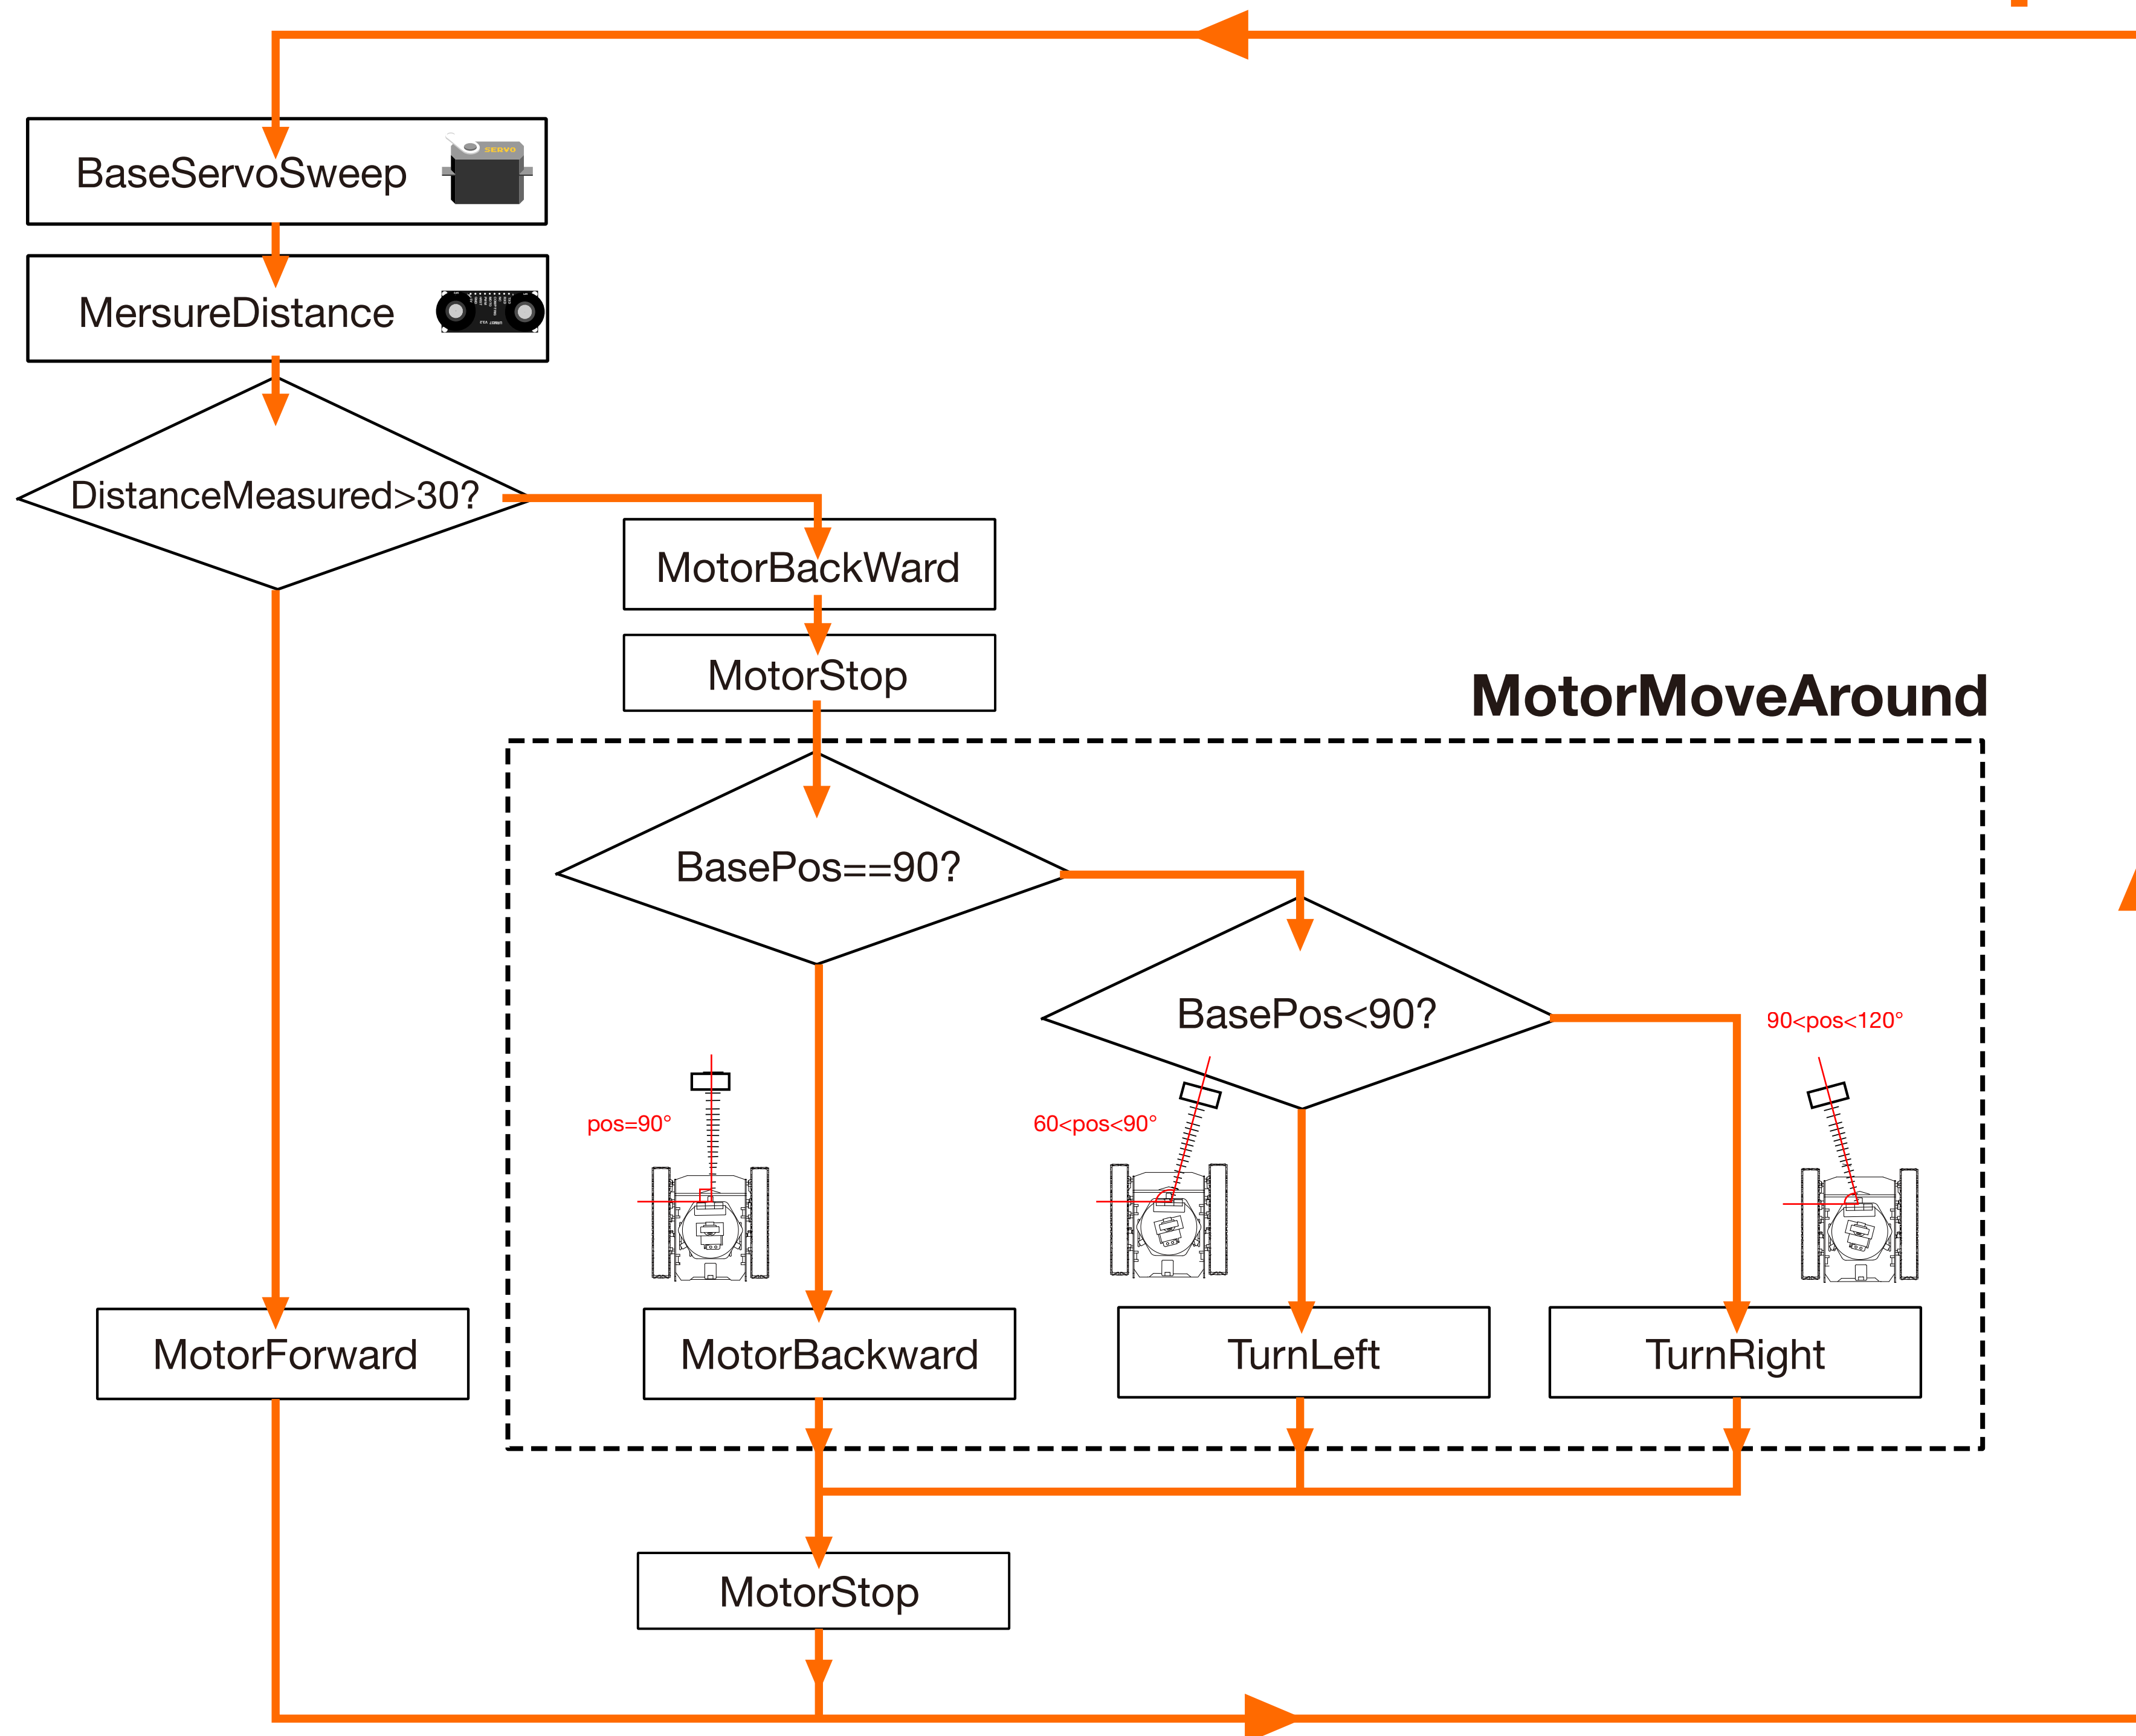 BaseServoSweep
SERVO
MersureDistance
DistanceMeasured>30?
MotorBackWard
MotorStop
MotorMoveAround
BasePos==90?
BasePos<90?
90<pos<120°
pos=90°
60<pos<90°
MotorForward
MotorBackward
TurnLeft
TurnRight
MotorStop